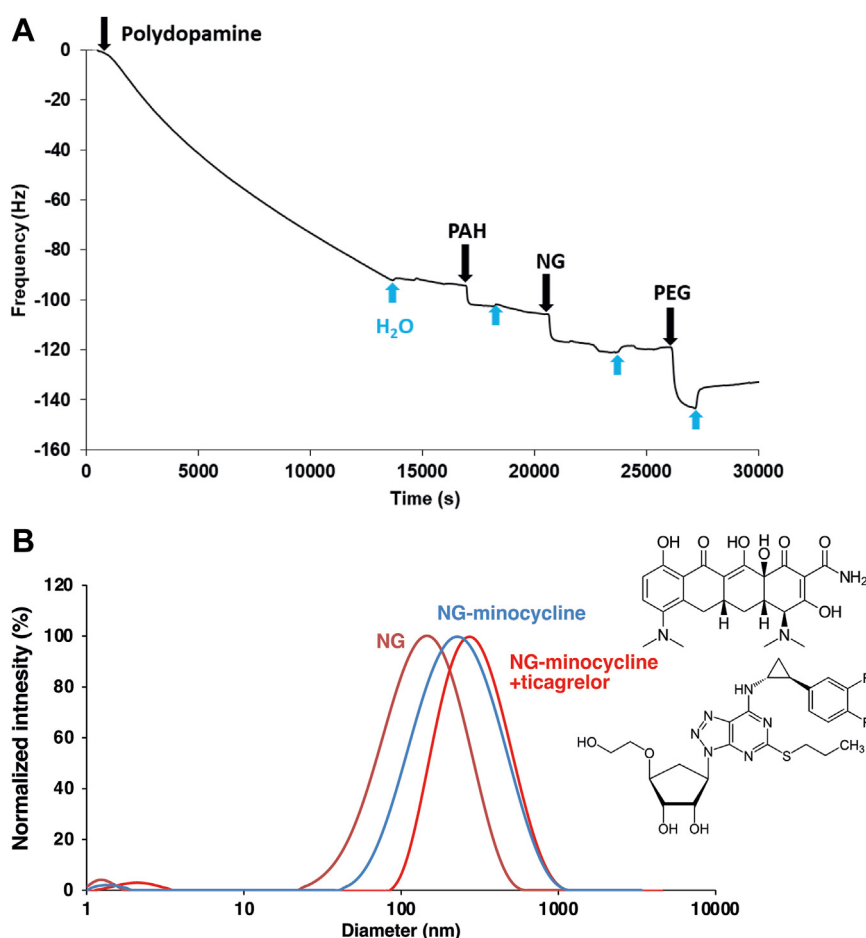 A
Polydopamine
0
-20
-40
-60
-80
-100
-120
-140
-160
Frequency (Hz)
PAH
NG
PEG
H2O
0 5000 10000 15000 20000 25000 30000
Time (s)
B
120
100
80
60
40
20
0
Normalized intnesity (%)
NG
NG-minocycline
NG-minocycline
+ticagrelor
1 10 100 1000 10000
Diameter (nm)
OH O HO OH O O
NH2
OH
N N
F
F
HN
N N
N N N
S CH3
HO O
OH OH